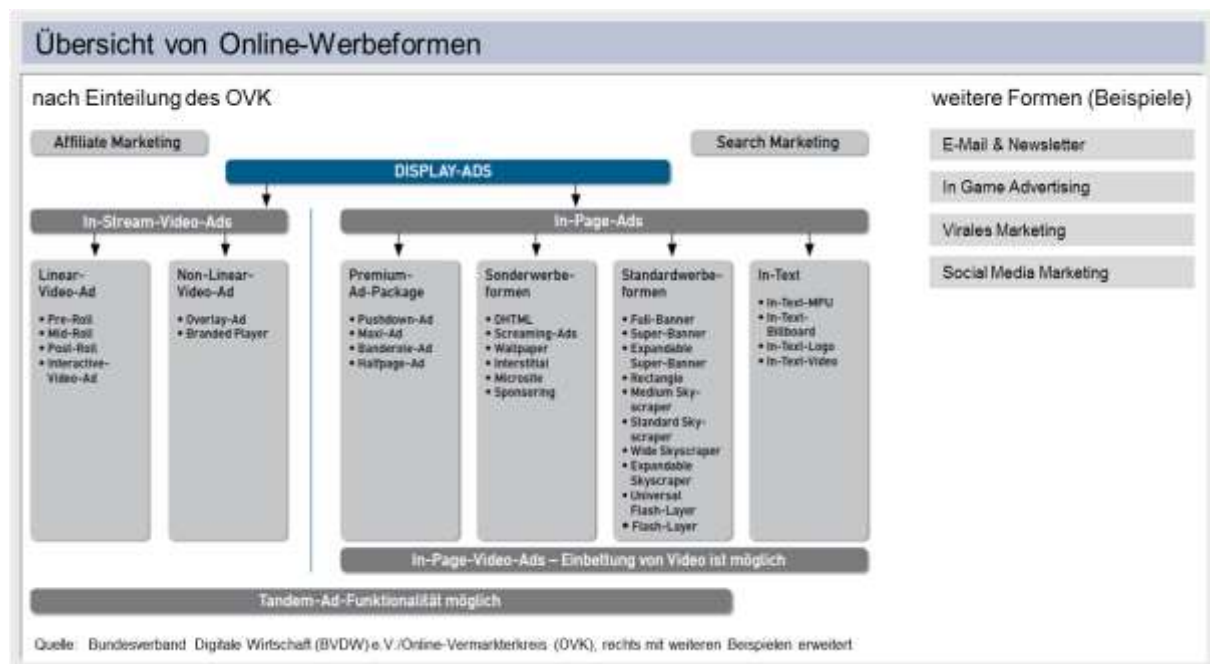 Übersicht von Online-Werbeformen
nach Einteilung des OVK
weitere Formen (Beispiele)
Affiliate Marketing
Search Marketing
DISPLAY-ADS
In-Stream-Video-Ads
In-Page-Ads
Linear-
Video-Ad
• Pre-Roll
• Mid-Roll
• Post-Roll
• Interactive-
Video-Ad
Non-Linear-
Video-Ad
• Overlay-Ad
• Branded Player
Premium-
Ad-Package
• Pushdown-Ad
• Maxi-Ad
• Banderole-Ad
• Halfpage-Ad
Sonderwerbe-
formen
• DHTML
• Screaming-Ads
• Wallpaper
• Interstitial
• Microsite
• Sponsering
Standardwerbe-
formen
• Full-Banner
• Super-Banner
• Expandable
Super-Banner
• Rectangle
• Medium Sky-
scraper
• Standard Sky-
scraper
• Wide Skyscraper
• Expandable
Skyscraper
• Universal
Flash-Layer
• Flash-Layer
In-Text
• In-Text-MPU
• In-Text-
Billboard
• In-Text-Logo
• In-Text-Video
In-Page-Video-Ads – Einbettung von Video ist möglich
Tandem-Ad-Funktionalität möglich
E-Mail & Newsletter
In Game Advertising
Virales Marketing
Social Media Marketing
Quelle: Bundesverband Digitale Wirtschaft (BVDW) e.V./Online-Vermarkterkreis (OVK), rechts mit weiteren Beispielen erweitert